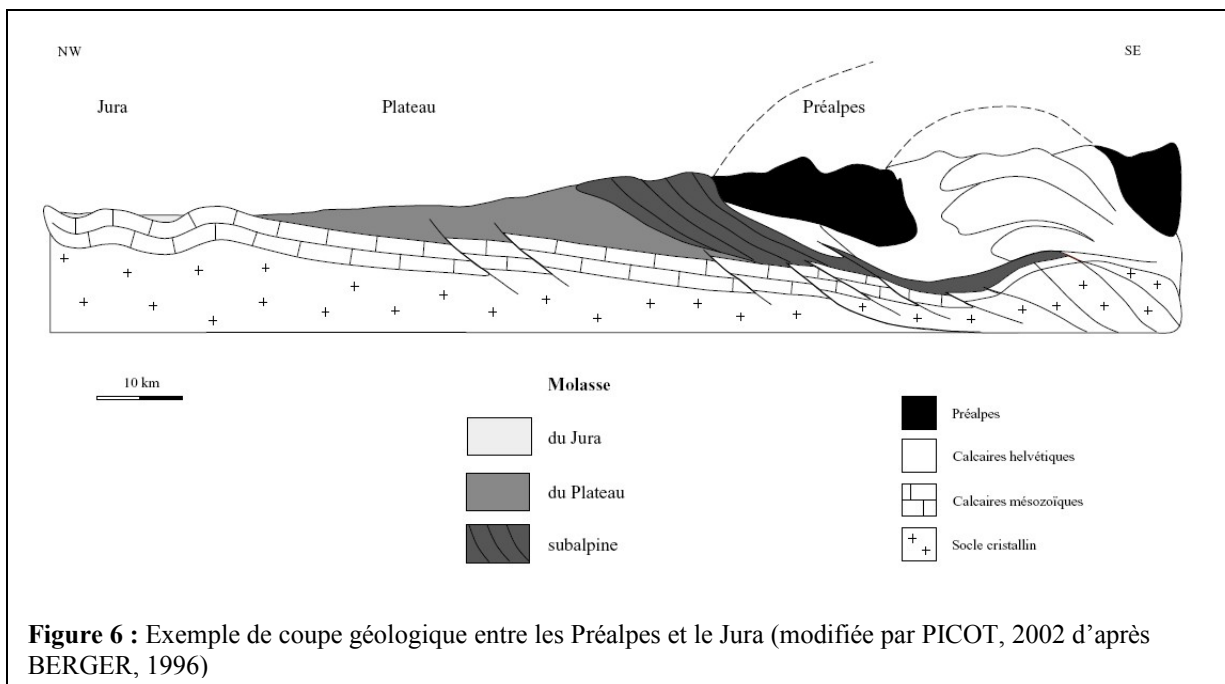 NW
SE
Jura
Plateau
Préalpes
10 km
Molasse
du Jura
du Plateau
subalpine
Préalpes
Calcaires helvétiques
Calcaires mésozoïques
Socle cristallin
Figure 6 : Exemple de coupe géologique entre les Préalpes et le Jura (modifiée par PICOT, 2002 d'après
BERGER, 1996)